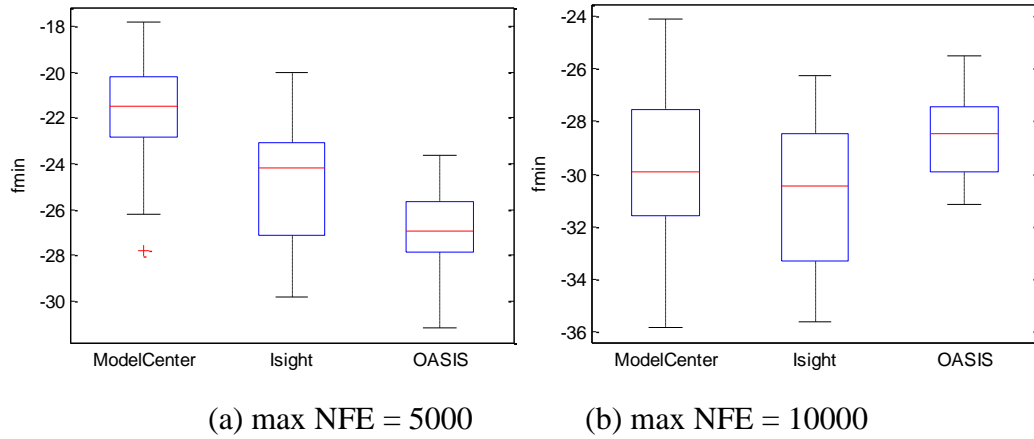 -18
-20
-22
-24
-26
-28
-30
fmin
ModelCenter
Isight
OASIS
-24
-26
-28
-30
-32
-34
-36
fmin
ModelCenter
Isight
OASIS
(a) max NFE = 5000
(b) max NFE = 10000